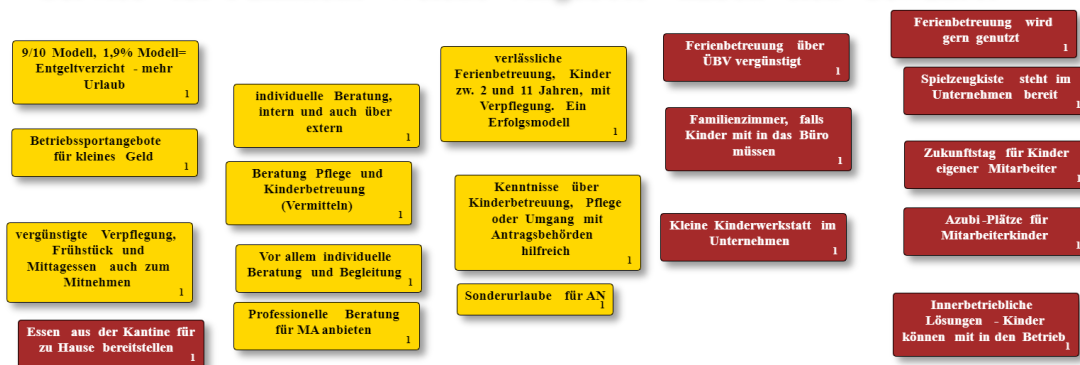 9/10 Modell, 1,9% Modell=
Entgeltverzicht - mehr
Urlaub
1
Betriebssportangebote
für kleines Geld
1
vergünstigte Verpflegung,
Frühstück und
Mittagessen auch zum
Mitnehmen
1
Essen aus der Kantine für
zu Hause bereitstellen
1
individuelle Beratung,
intern und auch über
extern
1
Beratung Pflege und
Kinderbetreuung
(Vermitteln)
1
Vor allem individuelle
Beratung und Begleitung
1
Professionelle Beratung
für MA anbieten
1
verlässliche
Ferienbetreuung, Kinder
zw. 2 und 11 Jahren, mit
Verpflegung. Ein
Erfolgsmodell
1
Kenntnisse über
Kinderbetreuung, Pflege
oder Umgang mit
Antragsbehörden
hilfreich
1
Sonderurlaube für AN
1
Ferienbetreuung über
ÜBV vergünstigt
1
Familienzimmer, falls
Kinder mit in das Büro
müssen
1
Kleine Kinderwerkstatt im
Unternehmen
1
Ferienbetreuung wird
gern genutzt
1
Spielzeugkiste steht im
Unternehmen bereit
1
Zukunftstag für Kinder
eigener Mitarbeiter
1
Azubi-Plätze für
Mitarbeiterkinder
1
Innerbetriebliche
Lösungen - Kinder
können mit in den Betrieb
1